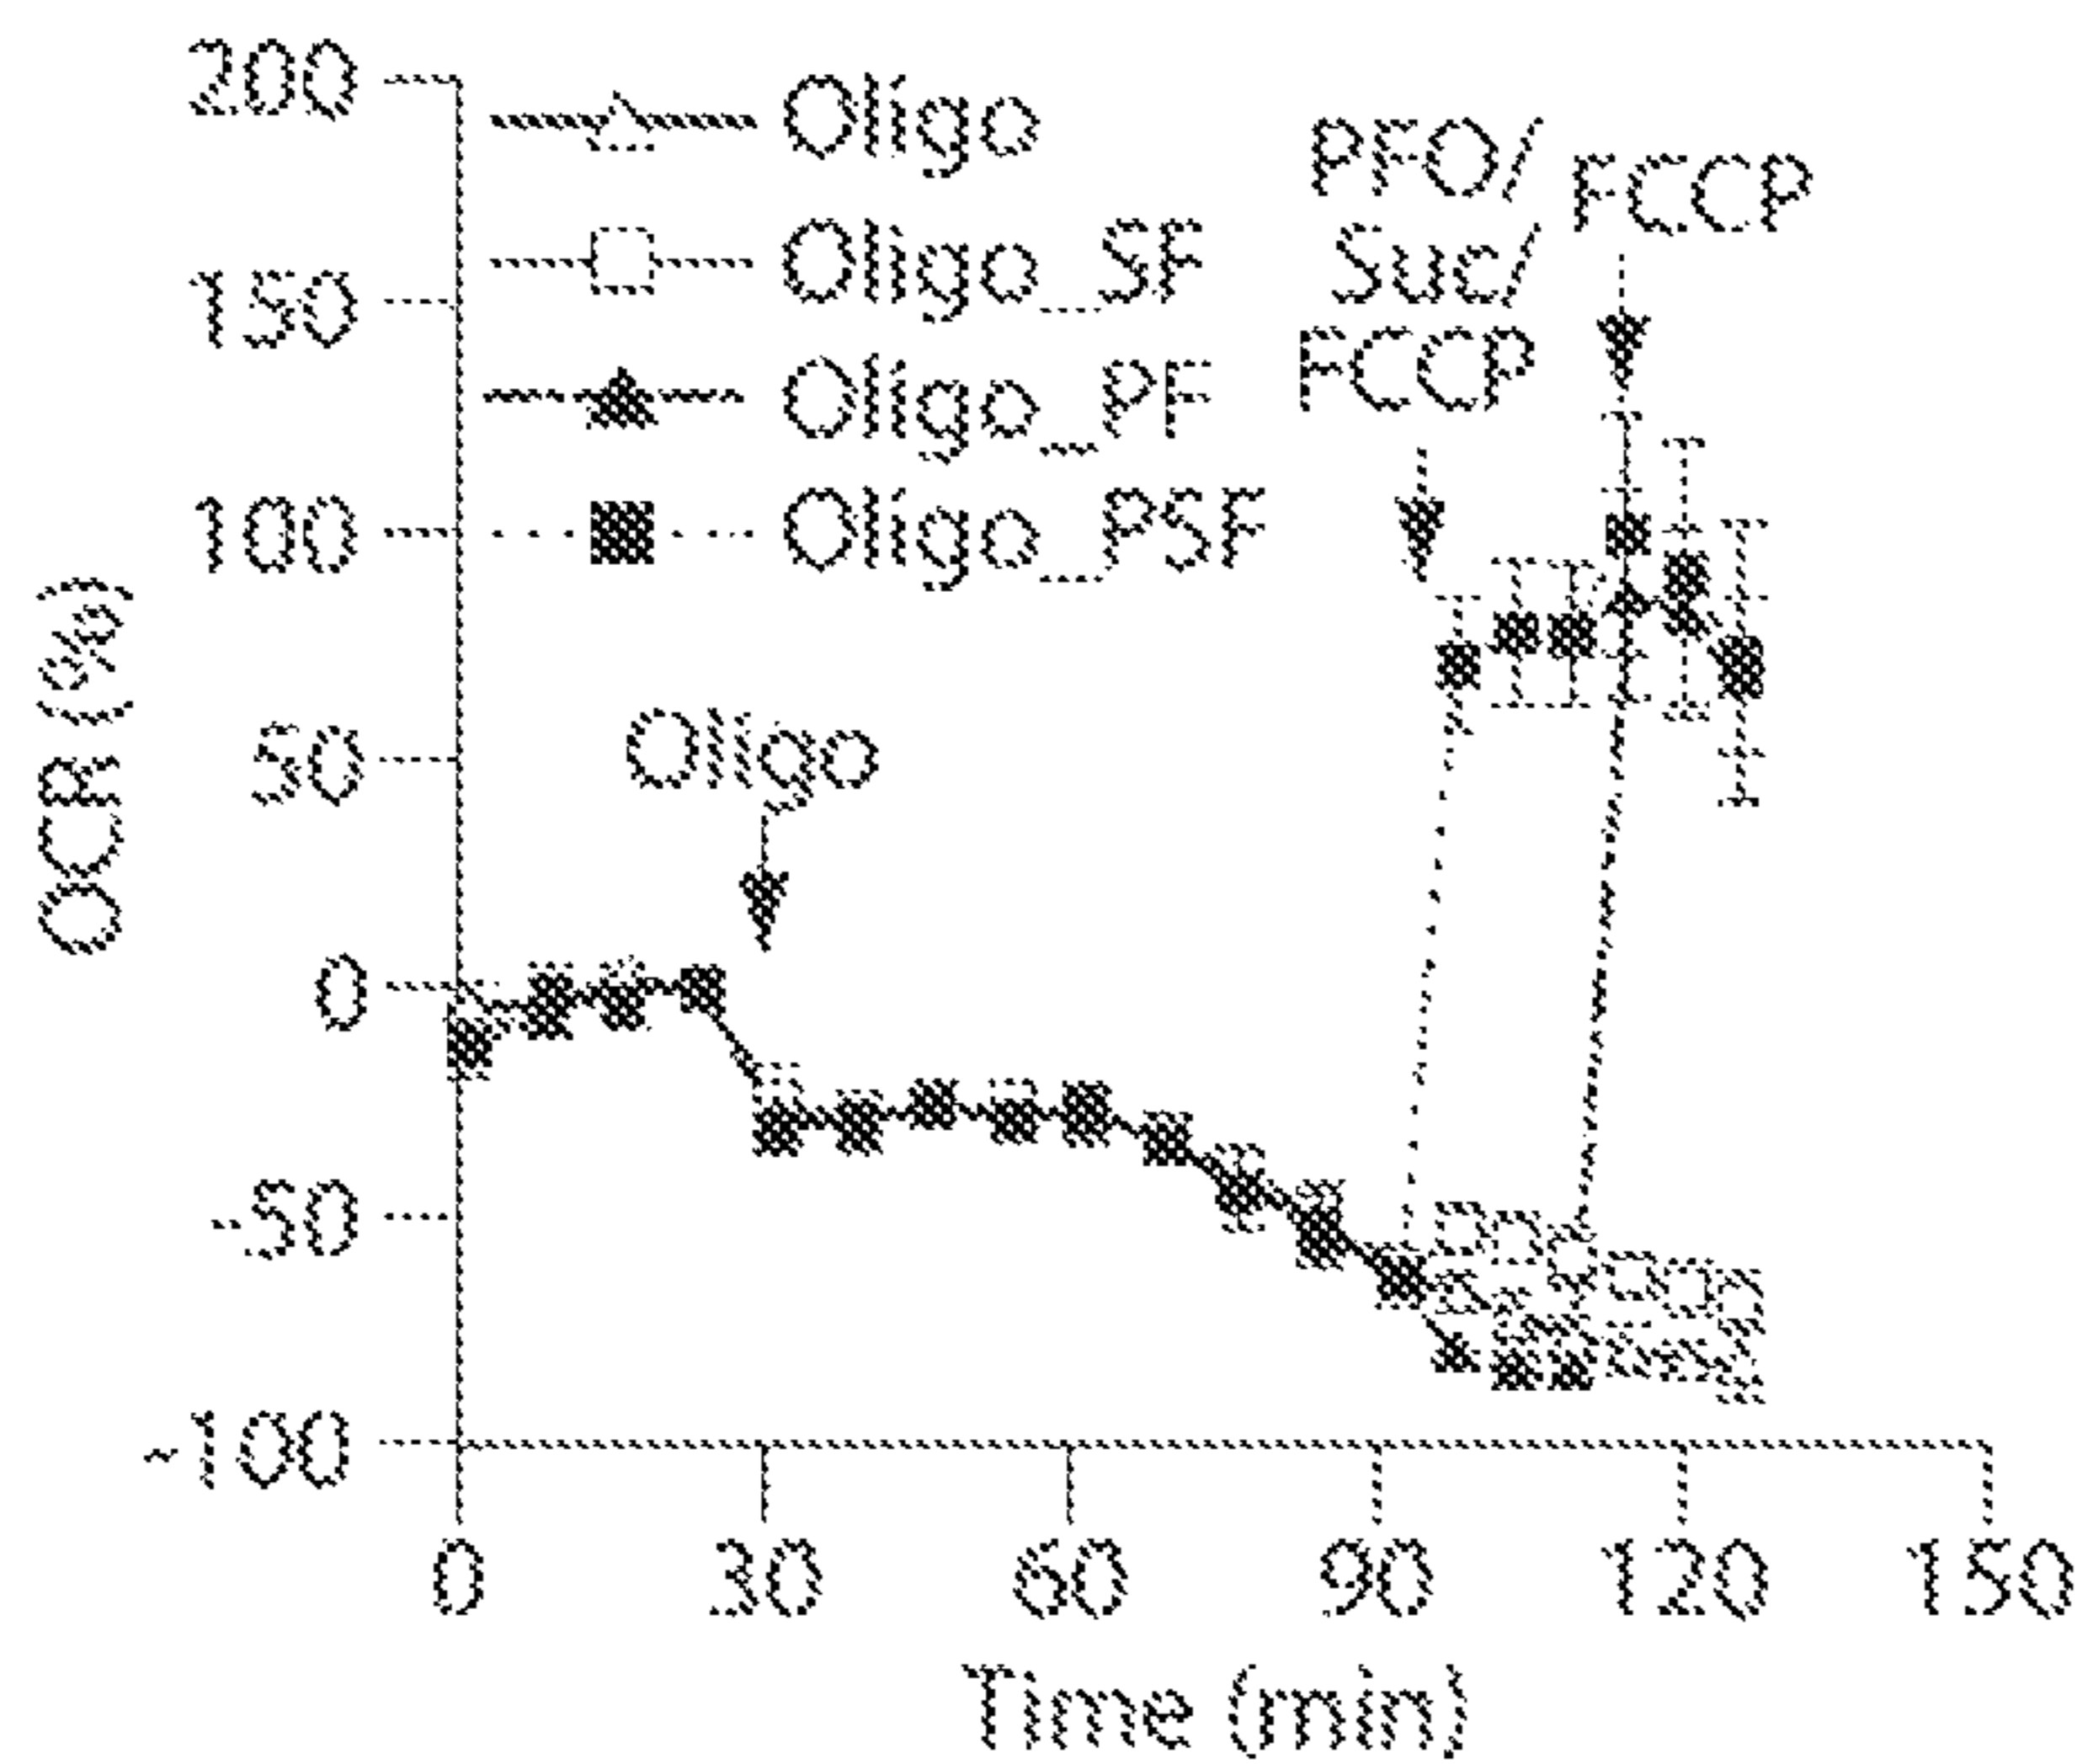 200
150
100
50
0
-50
-100
OCR (%)
Oligo
Oligo_SF
Oligo_PF
Oligo_PSF
PFO/
Suc/
FCCP
FCCP
Oligo
0 30 60 90 120 150
Time (min)